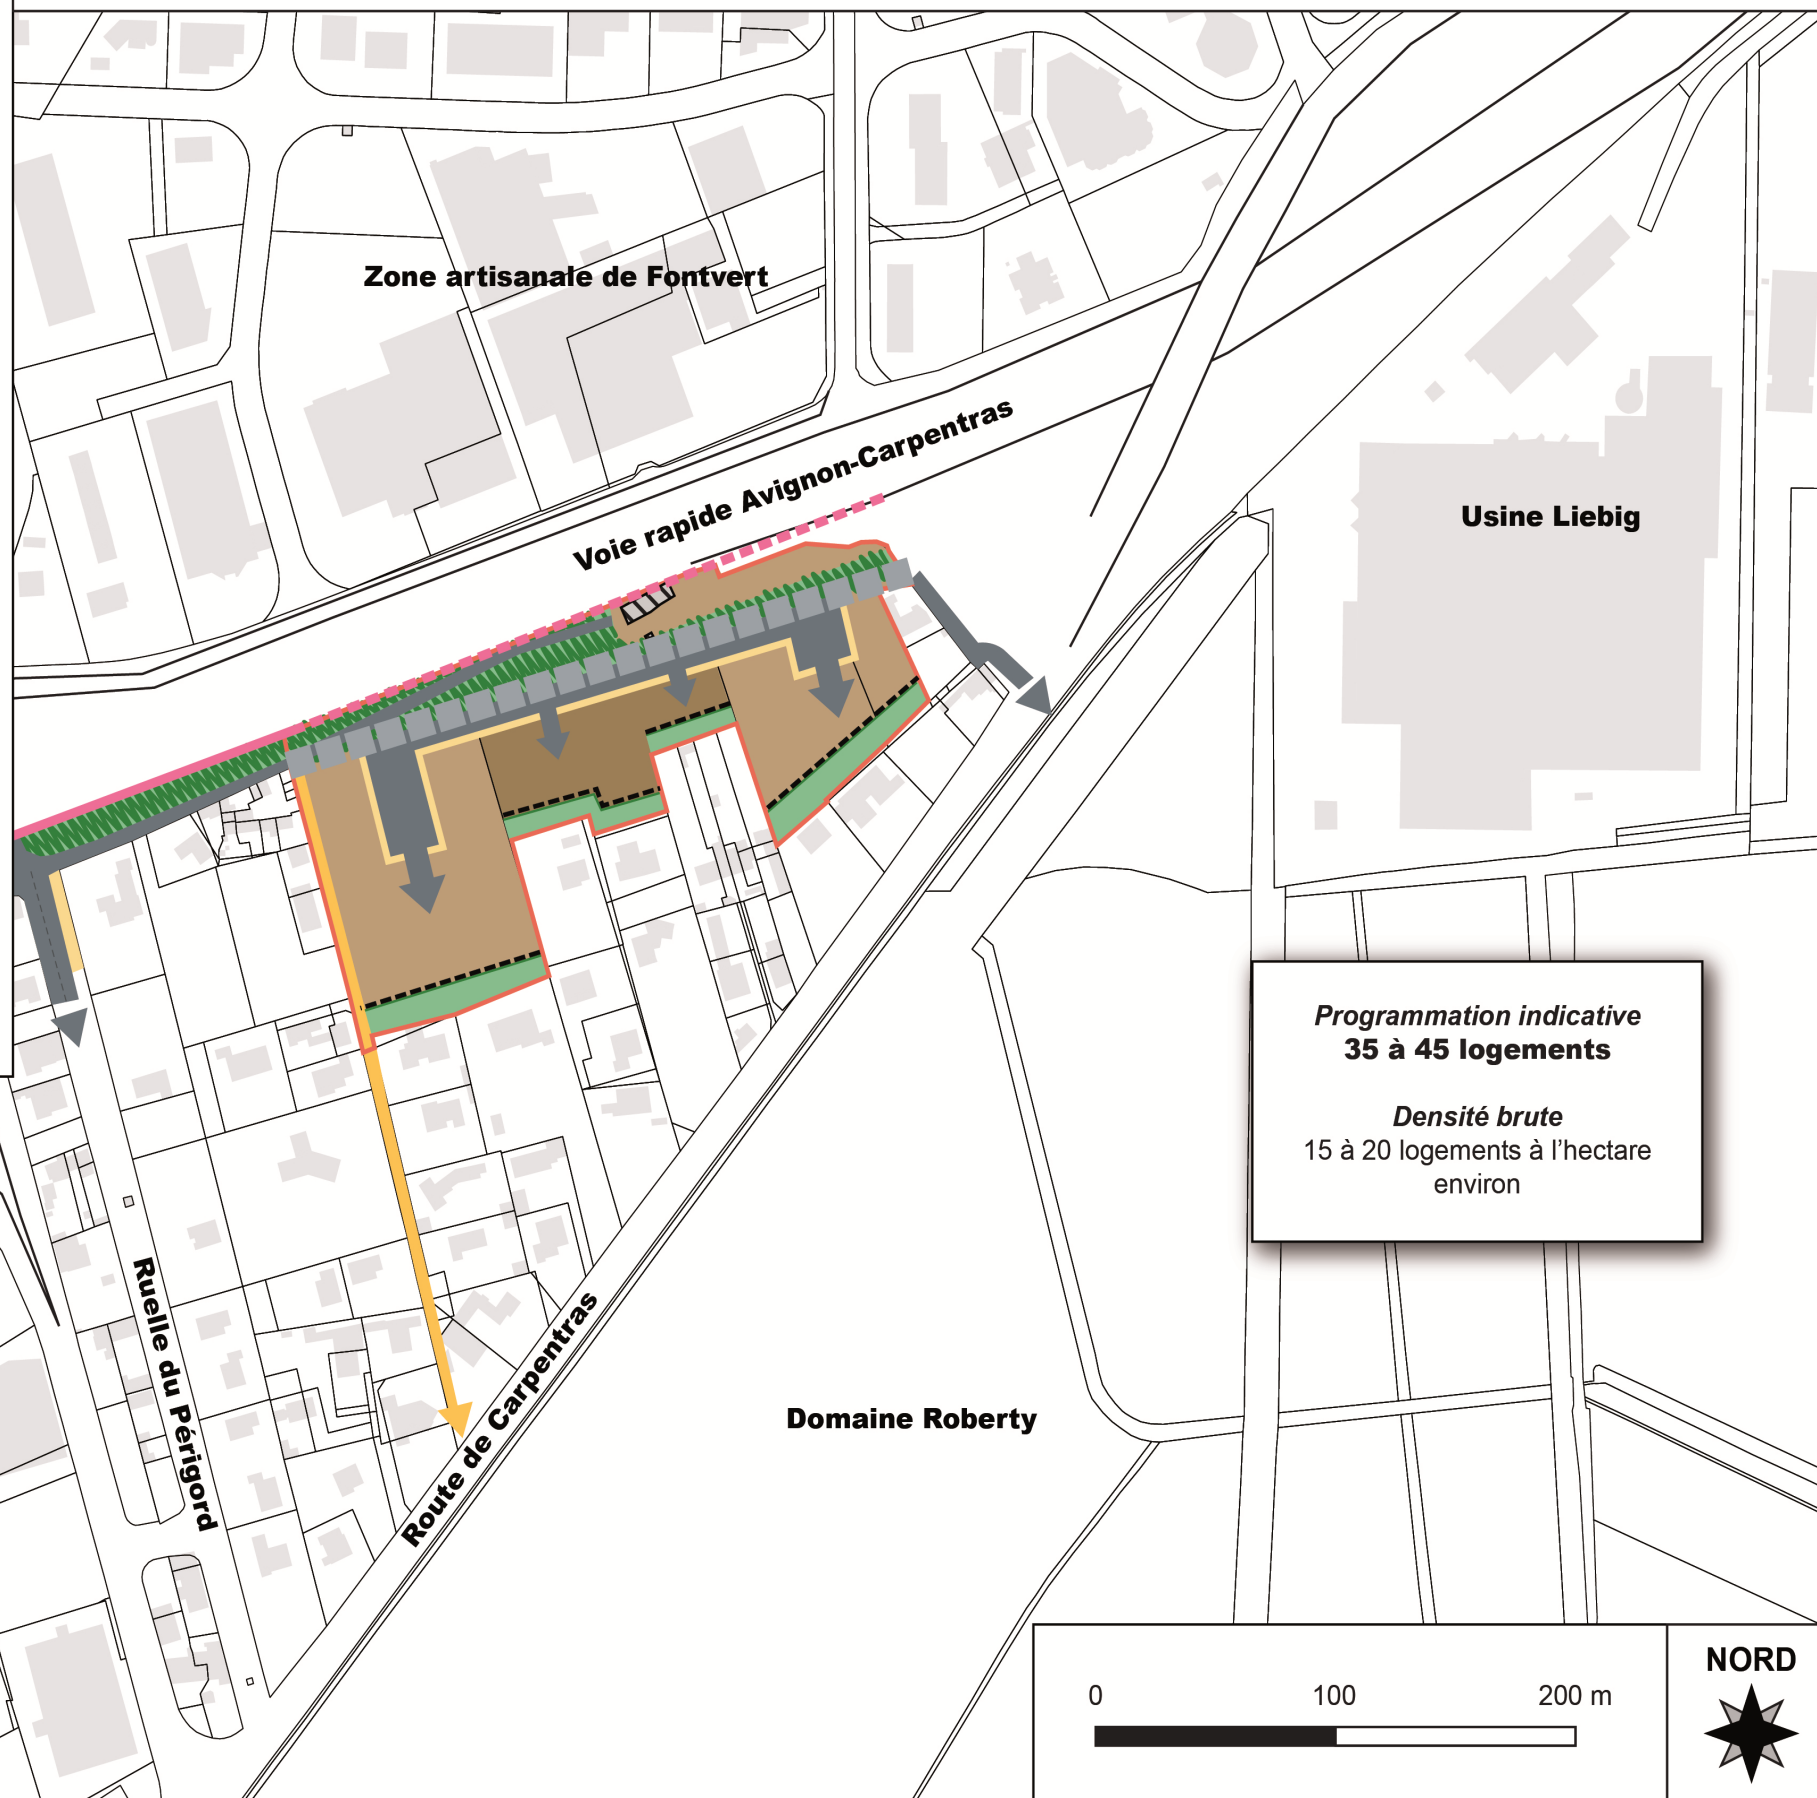 Zone artisanale de Fontvert
Voie rapide Avignon-Carpentras
Usine Liebig
Programmation indicative
35 à 45 logements
Densité brute
15 à 20 logements à l'hectare
environ
Ruelle du Périgord
Route de Carpentras
Domaine Roberty
NORD
0 100 200 m